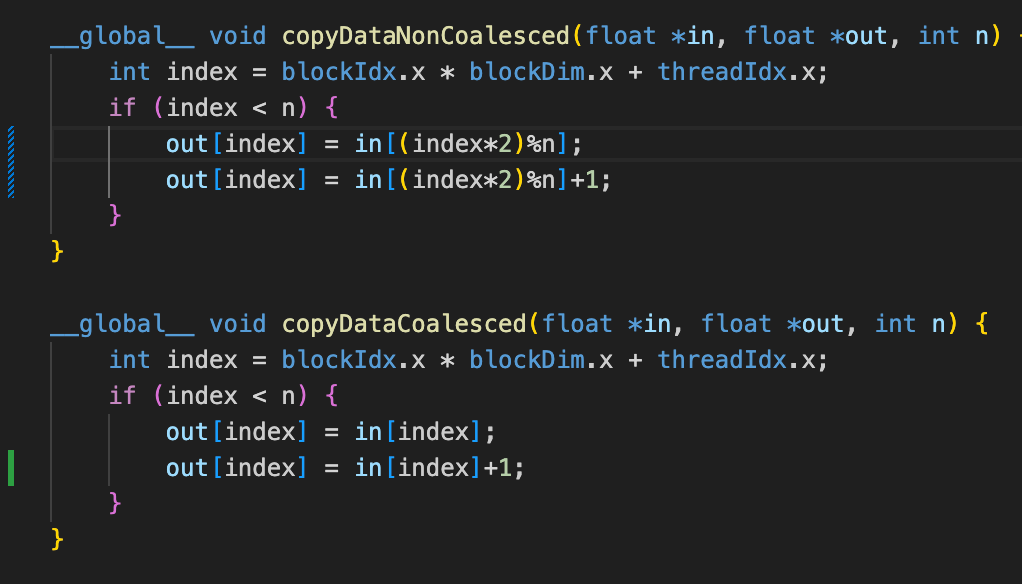 __global__ void copyDataNonCoalesced(float *in, float *out, int n) {
    int index = blockIdx.x * blockDim.x + threadIdx.x;
    if (index < n) {
        out[index] = in[(index*2)%n];
        out[index] = in[(index*2)%n]+1;
    }
}

__global__ void copyDataCoalesced(float *in, float *out, int n) {
    int index = blockIdx.x * blockDim.x + threadIdx.x;
    if (index < n) {
        out[index] = in[index];
        out[index] = in[index]+1;
    }
}